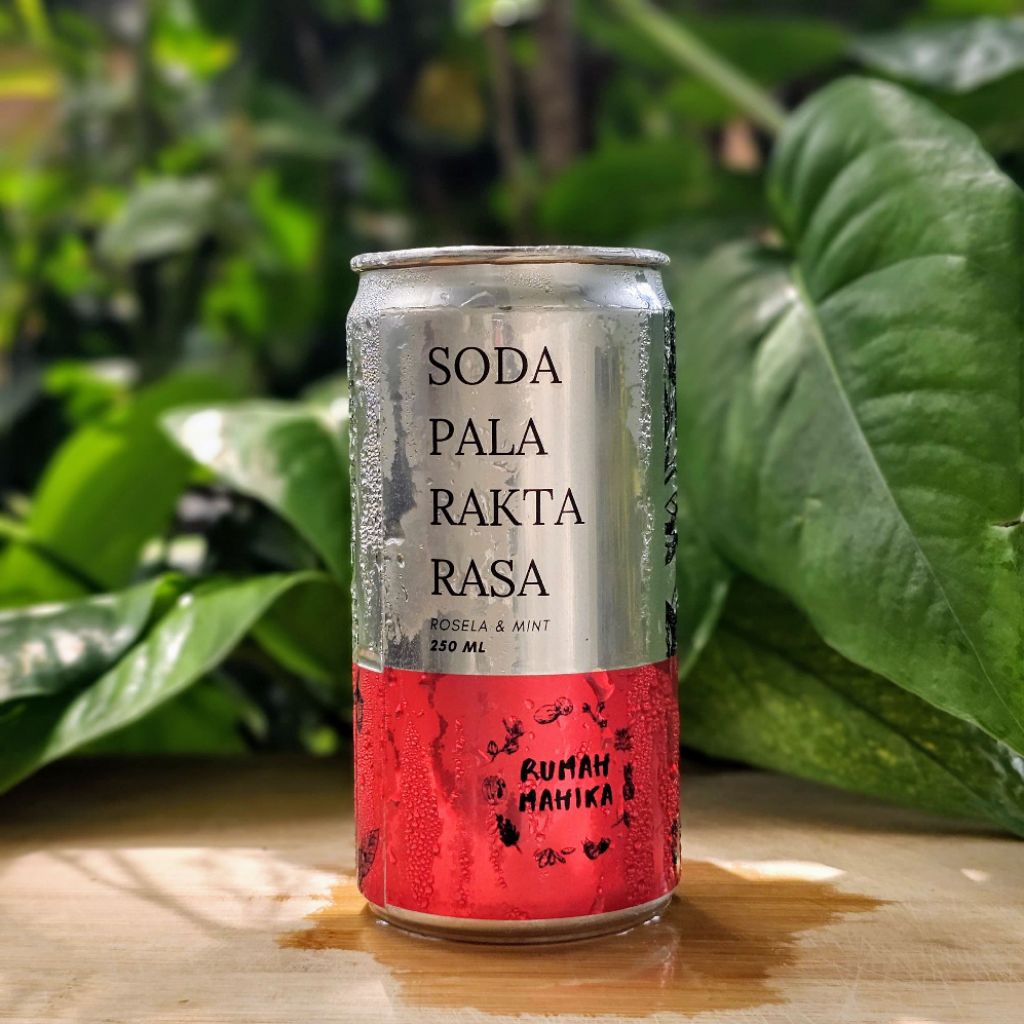 SODA
PALA
RAKTA
RASA
ROSELA & MINT
250 ML
RUMAH
MAHIKA